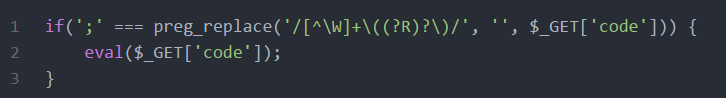 1 if(';' === preg_replace('/[^\W]+\((?R)?\)/', '', $_GET['code'])) {
2     eval($_GET['code']);
3 }